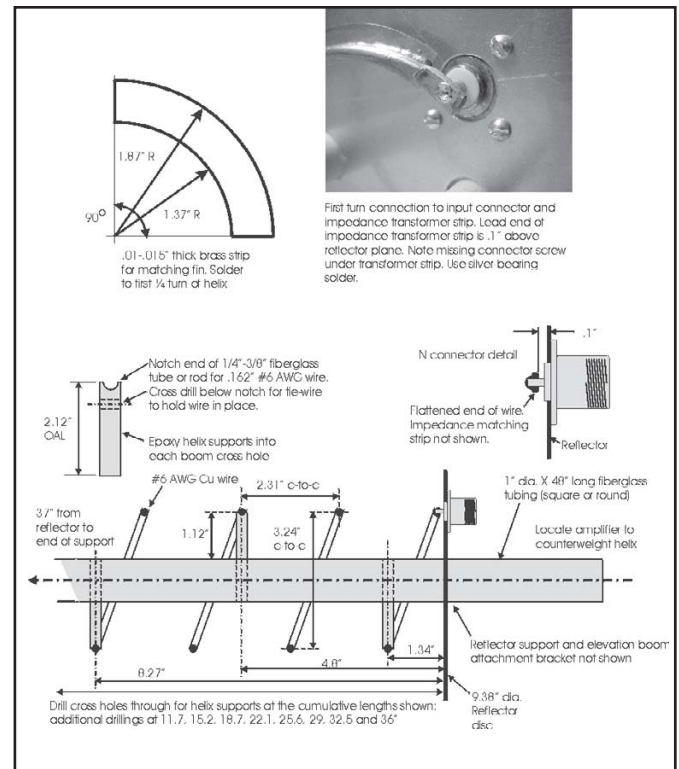 1.87" R
1.37" R
90°
.01-.015" thick brass strip
for matching fin. Solder
to first ¼ turn of helix
First turn connection to input connector and
impedance transformer strip. Lead end of
impedance transformer strip is .1" above
reflector plane. Note missing connector screw
under transformer strip. Use silver bearing
solder.
.1"
N connector detail
Flattened end of wire.
Impedance matching
strip not shown.
Reflector
Notch end of 1/4"-3/8" fiberglass
tube or rod for .162" #6 AWG wire.
Cross drill below notch for tie-wire
to hold wire in place.
2.12"
OAL
Epoxy helix supports into
each boom cross hole
#6 AWG Cu wire
2.31" c-to-c
1" dia. X 48" long fiberglass
tubing (square or round)
37" from
reflector to
end of support
1.12"
3.24"
c to c
Locate amplifier to
counterweight helix
1.34"
Reflector support and elevation boom
attachment bracket not shown
4.8"
8.27"
9.38" dia.
Reflector
disc
Drill cross holes through for helix supports at the cumulative lengths shown:
additional drillings at 11.7, 15.2, 18.7, 22.1, 25.6, 29, 32.5 and 36"